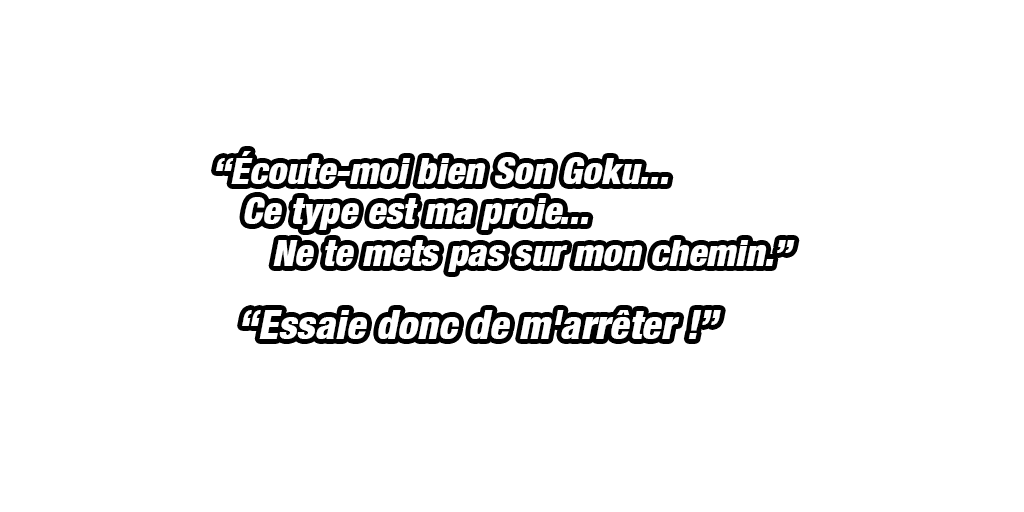 “Écoute-moi bien Son Goku...
Ce type est ma proie...
Ne te mets pas sur mon chemin.”
“Essaie donc de m'arrêter !”